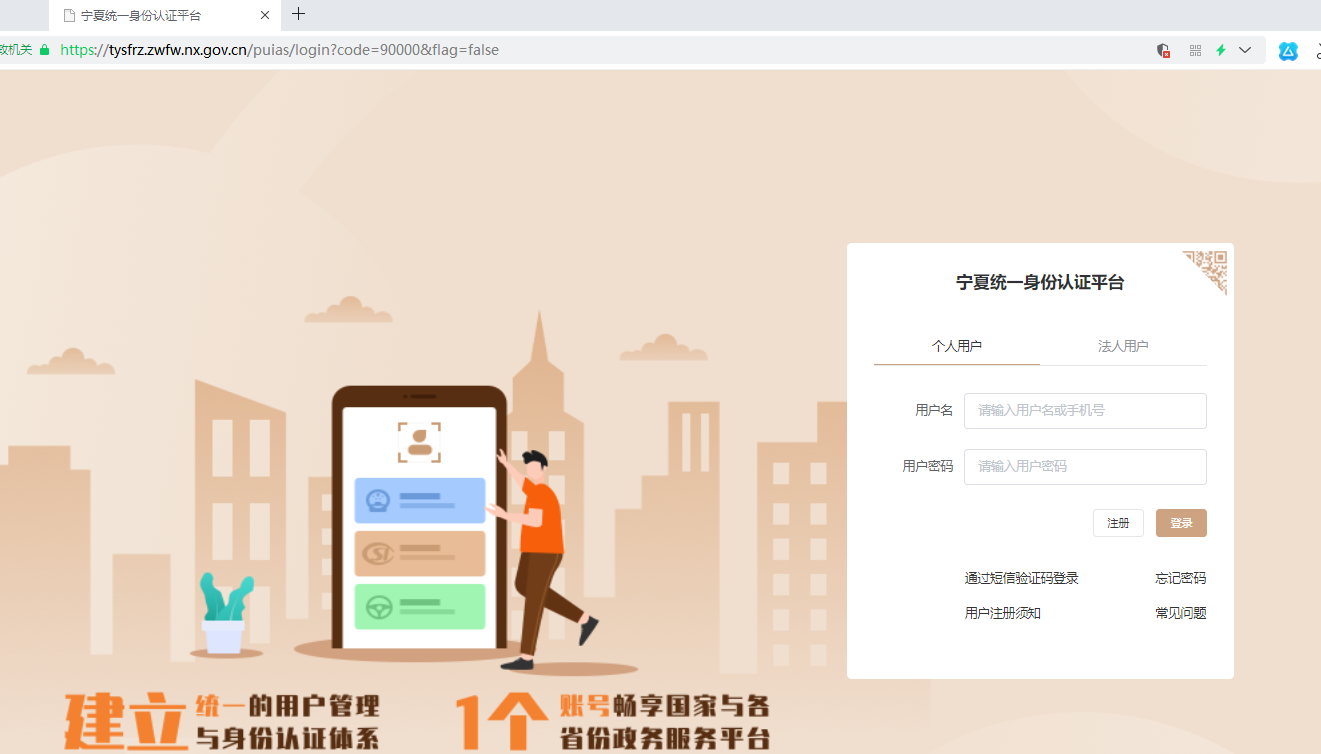 宁夏统一身份认证平台
政机关 https://tysfrz.zwfw.nx.gov.cn/puias/login?code=90000&flag=false
宁夏统一身份认证平台
个人用户 法人用户
用户名 请输入用户名或手机号
用户密码 请输入用户密码
注册 登录
通过短信验证码登录 忘记密码
用户注册须知 常见问题
建立 统一的用户管理
与身份认证体系
1个 账号畅享国家与各
省份政务服务平台